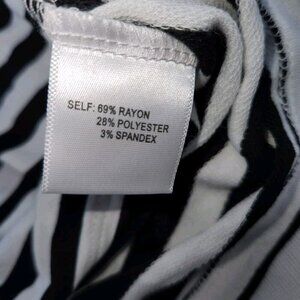 SELF: 69% RAYON
28% POLYESTER
3% SPANDEX